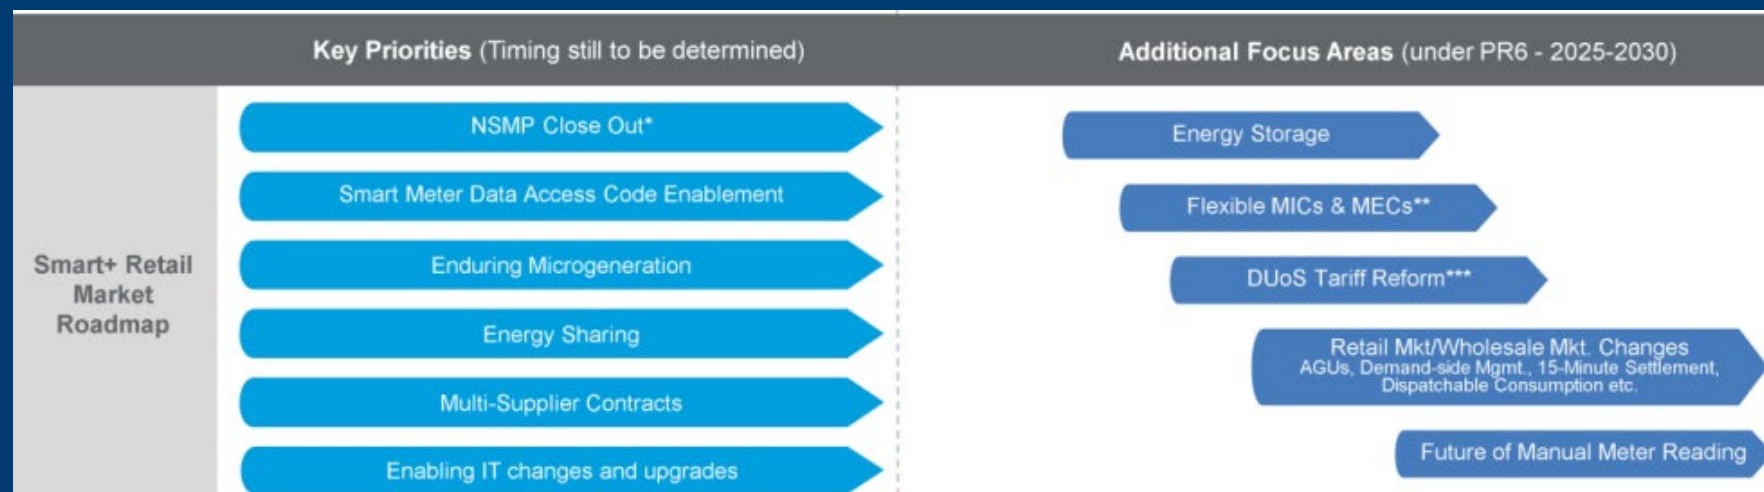 Key Priorities (Timing still to be determined)
Additional Focus Areas (under PR6 - 2025-2030)
Smart+ Retail
Market
Roadmap
NSMP Close Out*
Smart Meter Data Access Code Enablement
Enduring Microgeneration
Energy Sharing
Multi-Supplier Contracts
Enabling IT changes and upgrades
Energy Storage
Flexible MICs & MECs**
DUoS Tariff Reform***
Retail Mkt/Wholesale Mkt. Changes
AGUs, Demand-side Mgmt., 15-Minute Settlement,
Dispatchable Consumption etc.
Future of Manual Meter Reading